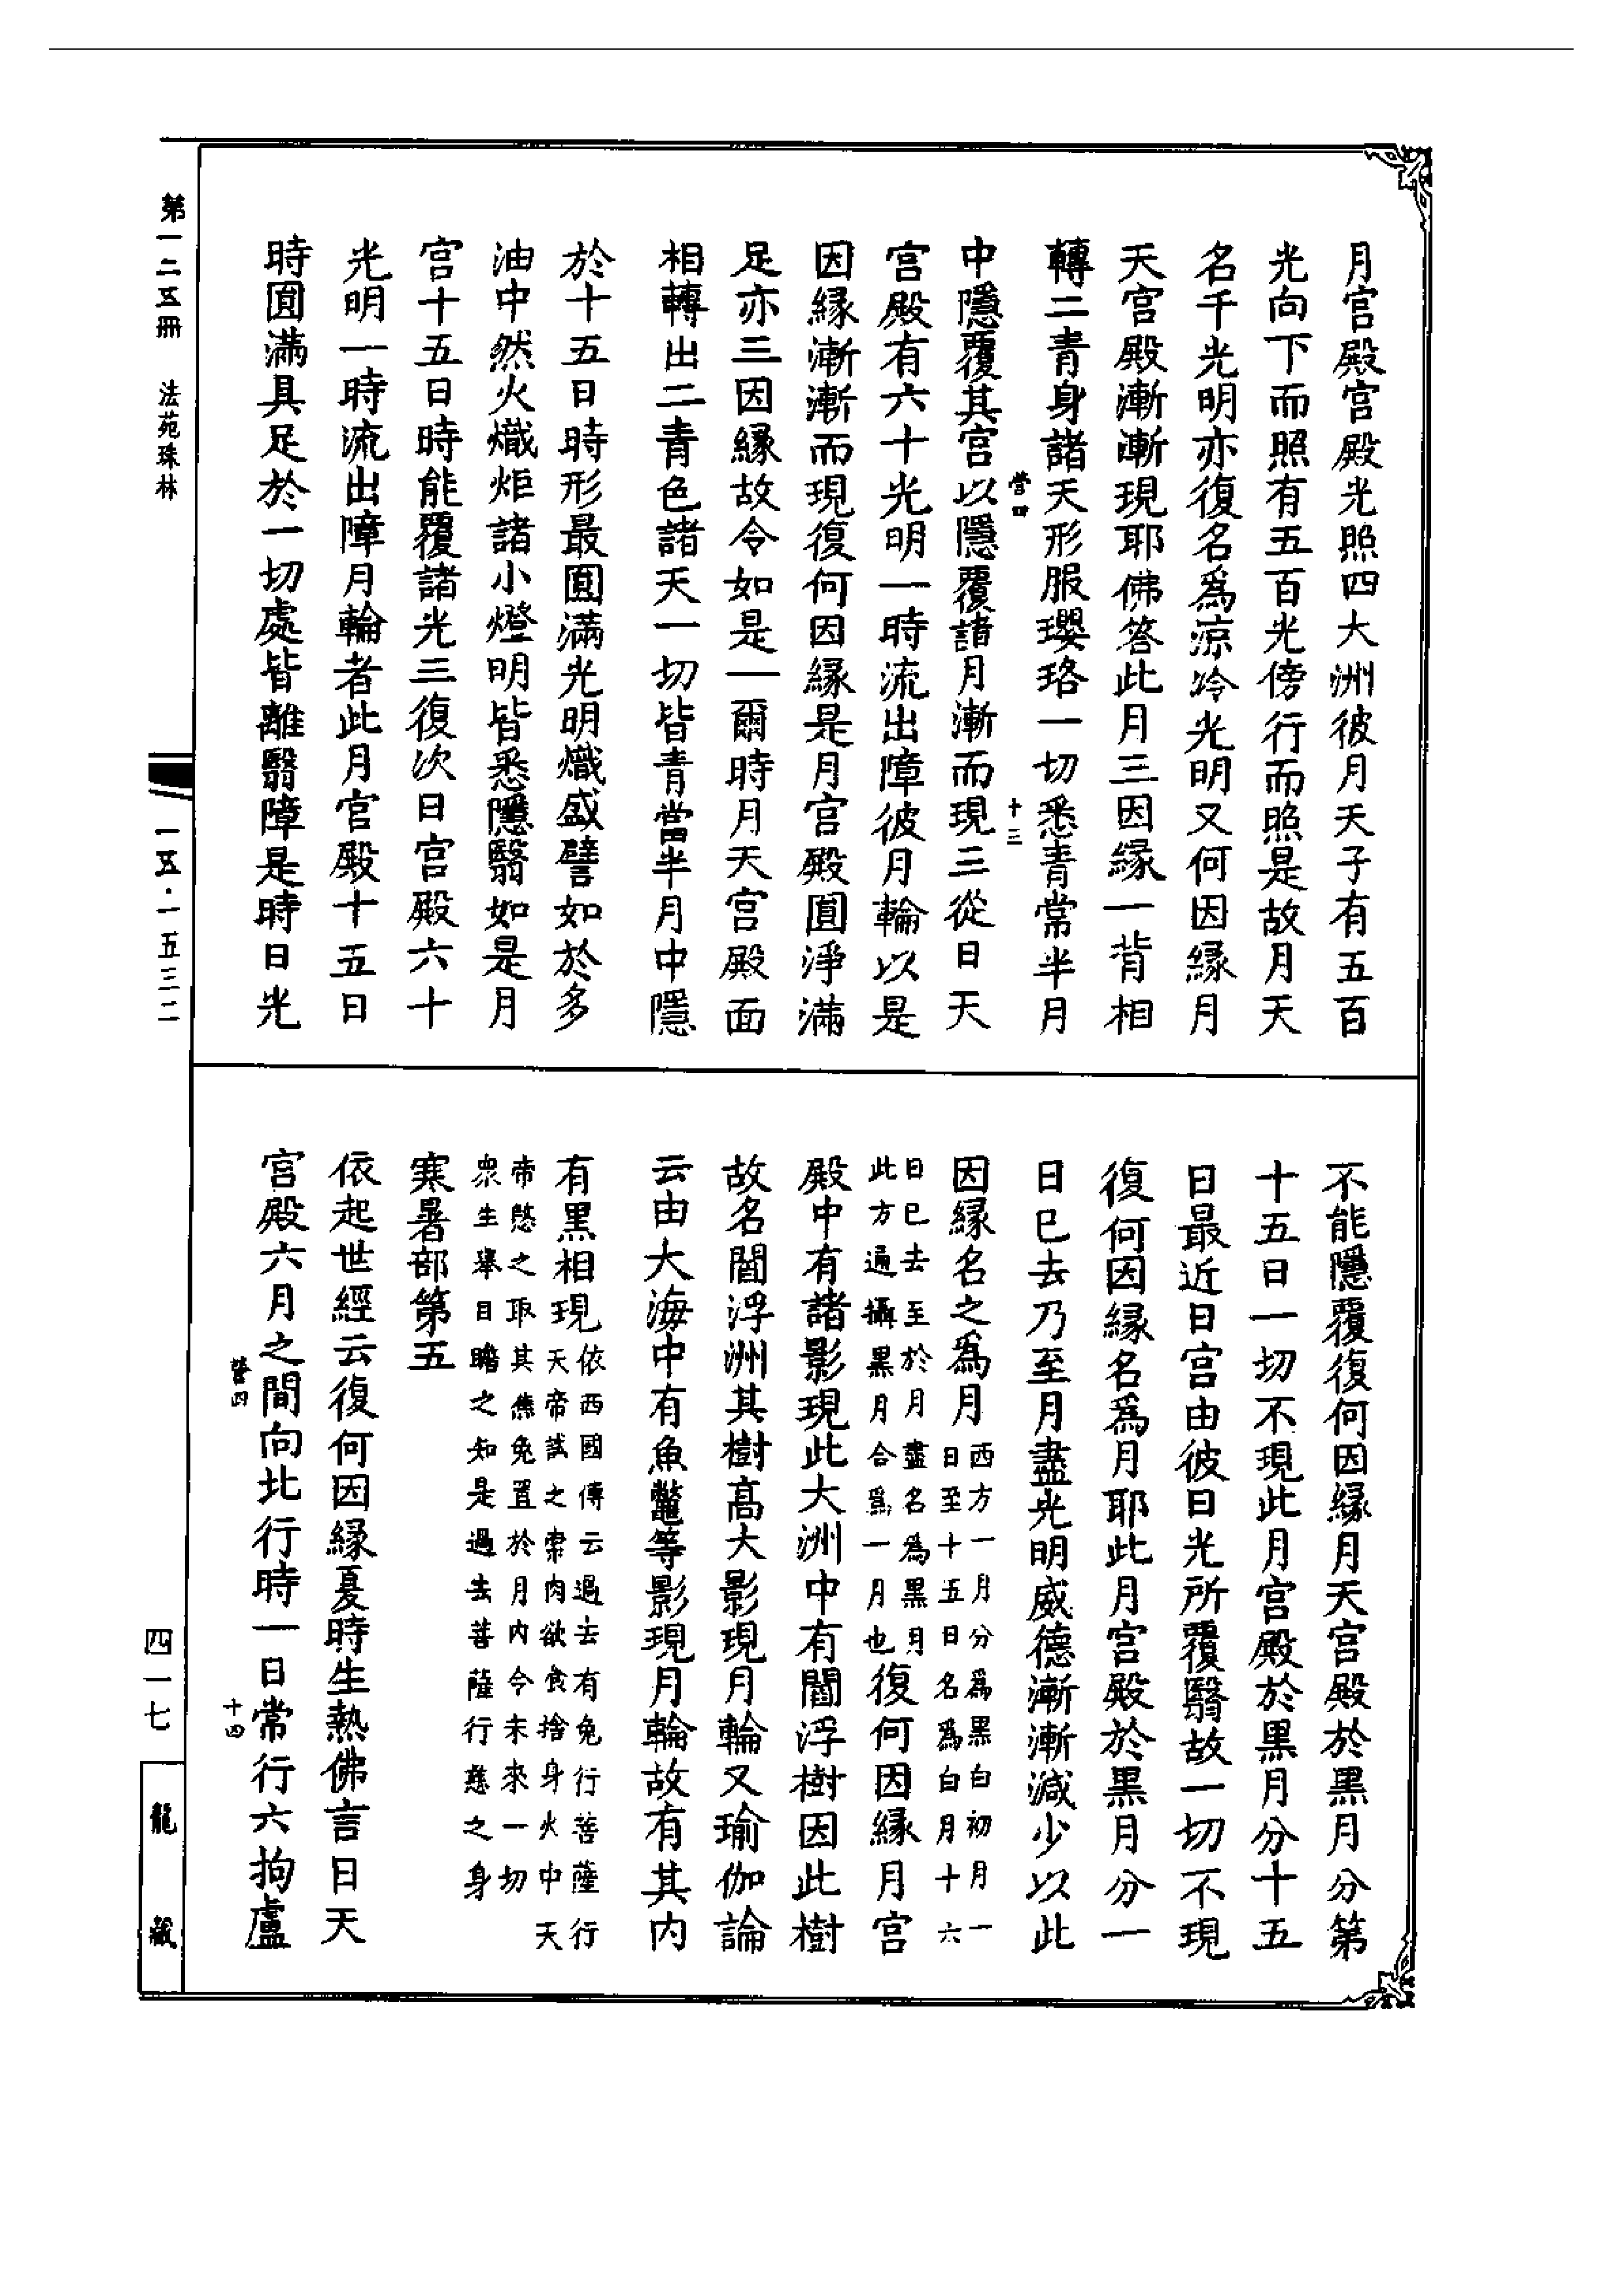 月宮殿宮殿光照四大洲彼月天子有五百
光向下而照有五百光傍行而照是故月天
名千光明亦復名爲涼冷光明又何因緣月
天宮殿漸漸現耶佛答此月三因緣一背相
轉二青身諸天形服瓔珞一切悉青常半月
營四
十三
中隱覆其宮以隱覆諸月漸而現三從日天
宮殿有六十光明一時流出障彼月輪以是
因緣漸漸而現復何因緣是月宮殿圓淨滿
足亦三因緣故令如是一爾時月天宮殿面
相轉出二青色諸天一切皆青當半月中隱
於十五日時形最圓滿光明熾盛譬如於多
油中然火熾炬諸小燈明皆悉隱翳如是月
宮十五日時能覆諸光三復次日宮殿六十
光明一時流出障月輪者此月宮殿十五日
時圓滿具足於一切處皆離翳障是時日光
不能隱覆復何因緣月天宮殿於黑月分第
十五日一切不現此月宮殿於黑月分十五
日最近日宮由彼日光所覆翳故一切不現
復何因緣名爲月耶此月宮殿於黑月分一
日已去乃至月盡光明威德漸漸減少以此
因緣名之爲月西方一月分爲黑白初月一
日至十五日名爲白月十六
日已去至於月盡名爲黑月
此方通攝黑月合爲一月也復何因緣月宮
殿中有諸影現此大洲中有閻浮樹因此樹
故名閻浮洲其樹高大影現月輪又瑜伽論
云由大海中有魚鼈等影現月輪故有其內
有黑相現依西國傳云過去有兔行菩薩行
天帝試之索肉欲食捨身火中天
帝愍之取其焦兔置於月內令未來一切
衆生舉目瞻之知是過去菩薩行慈之身
寒暑部第五
依起世經云復何因緣夏時生熱佛言日天
宮殿六月之間向北行時一日常行六拘盧
營四
十四
第一二五冊
法苑珠林
一五·一五三二
四一七
龍藏